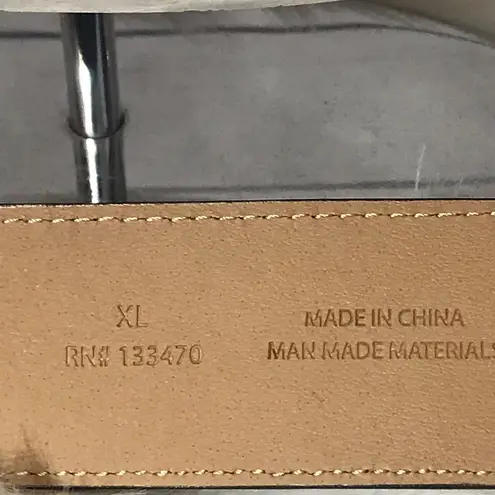 XL
RN# 133470
MADE IN CHINA
MAN MADE MATERIALS